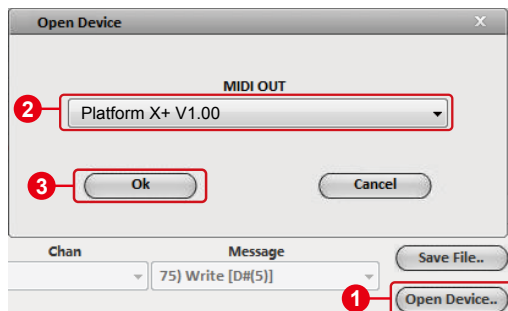 Open Device
X
MIDI OUT
2
Platform X+ V1.00
3
Ok
Cancel
Chan
Message
Save File..
75) Write [D#(5)]
1
Open Device..